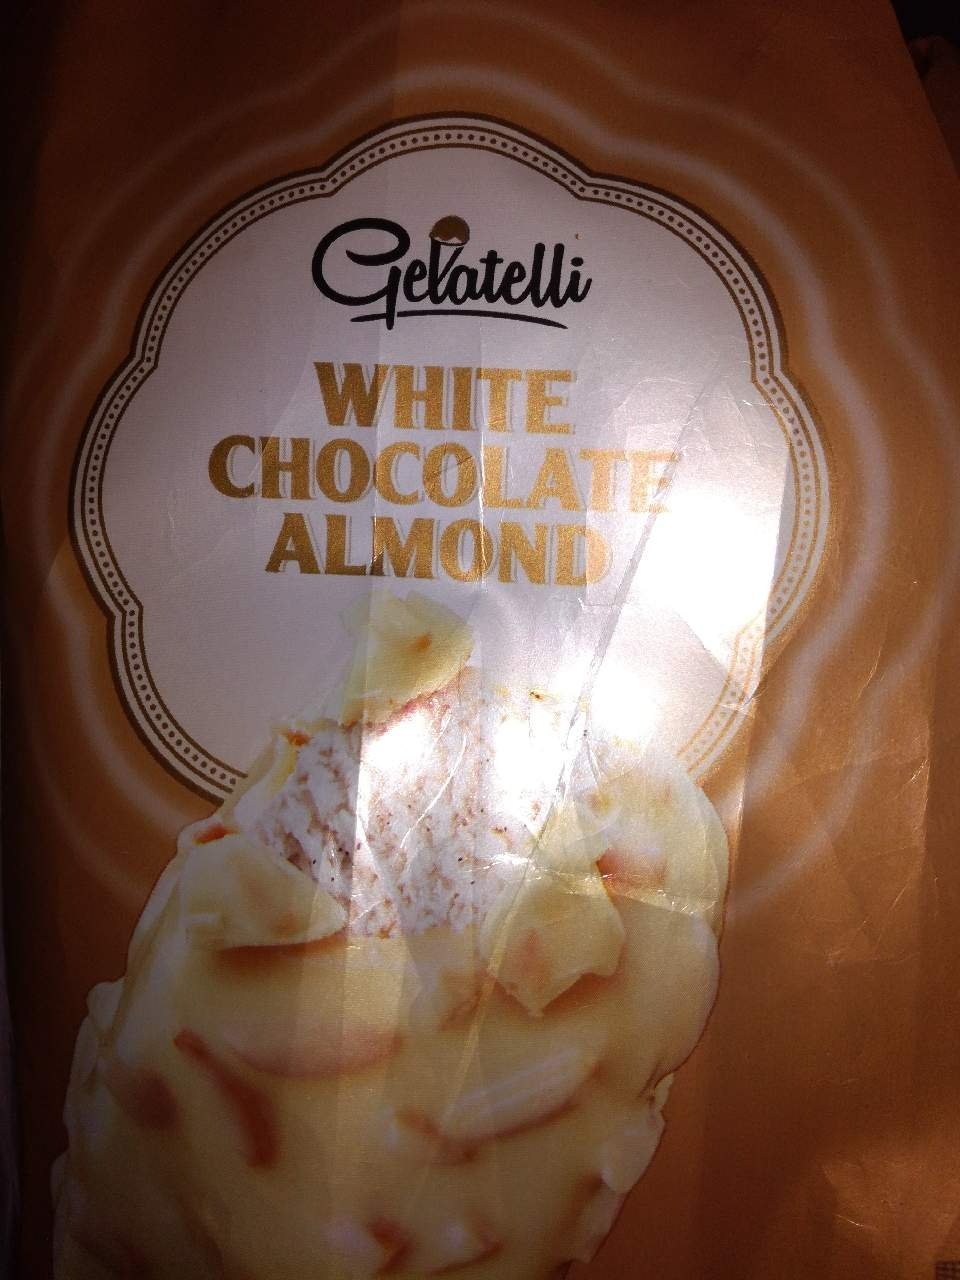 Gelatelli
WHITE
CHOCOLATE
ALMOND